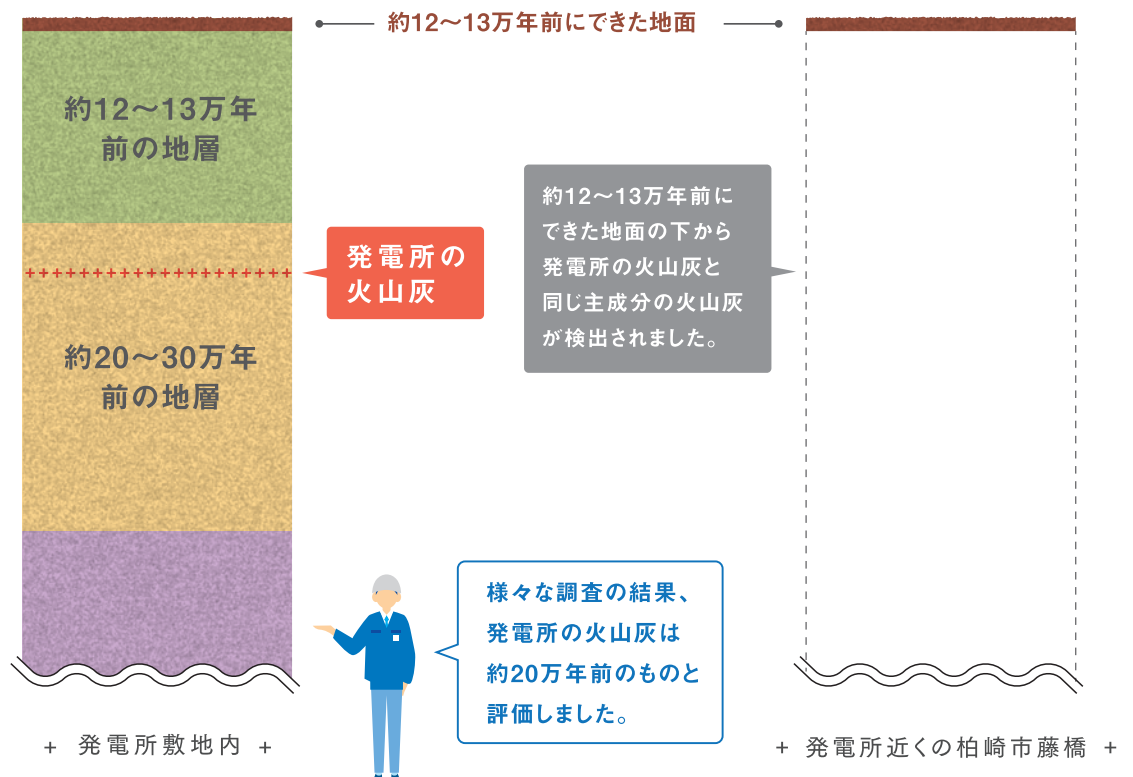 約12〜13万年前にできた地面
約12〜13万年
前の地層
発電所の
火山灰
約20〜30万年
前の地層
約12〜13万年前に
できた地面の下から
発電所の火山灰と
同じ主成分の火山灰
が検出されました。
様々な調査の結果、
発電所の火山灰は
約20万年前のものと
評価しました。
+ 発電所敷地内 +
+ 発電所近くの柏崎市藤橋 +